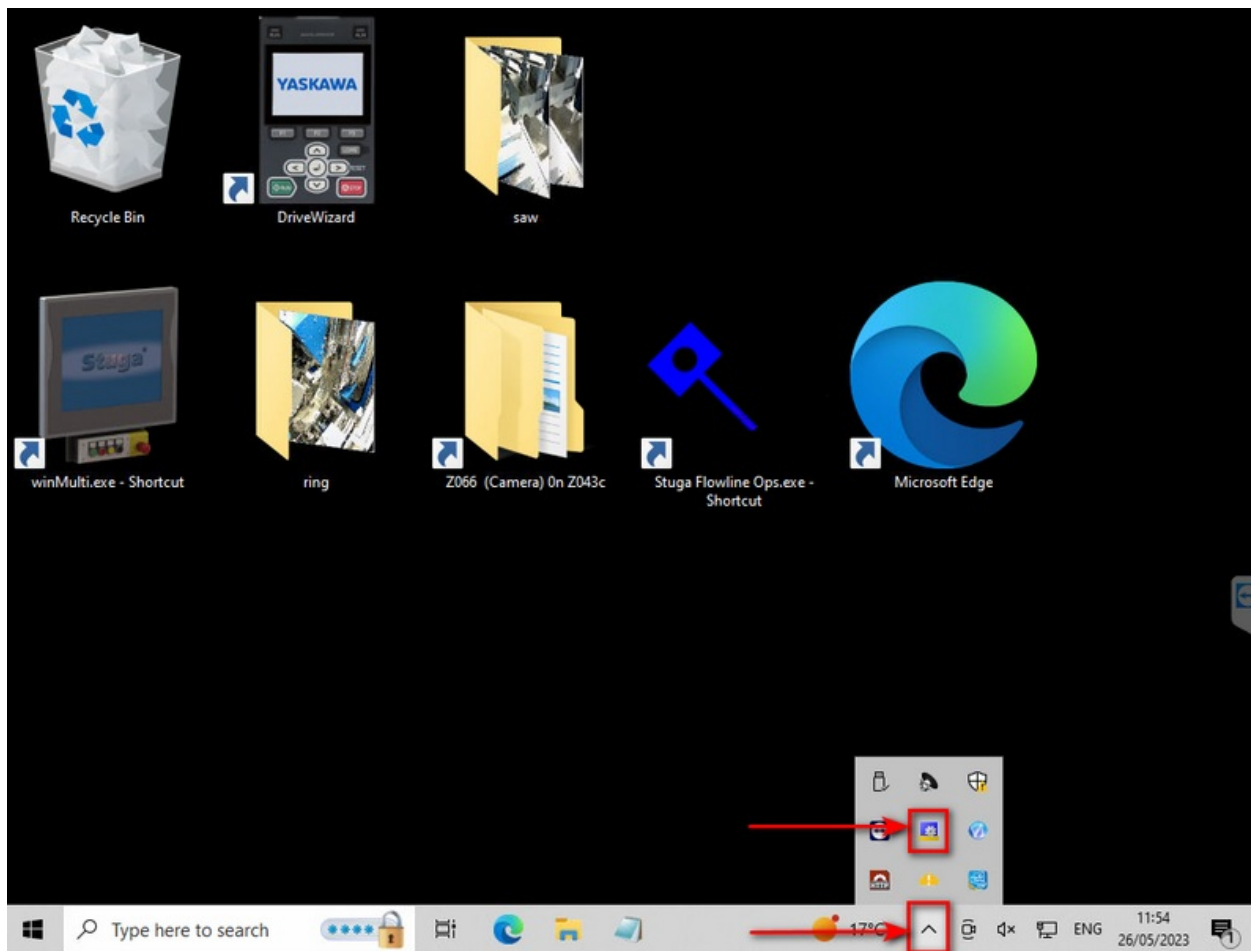 YASKAWA
Recycle Bin
DriveWizard
saw
Stuga
winMulti.exe - Shortcut
ring
Z066 (Camera) 0n Z043c
Stuga Flowline Ops.exe -
Shortcut
Microsoft Edge
Type here to search
17°C
ENG
11:54
26/05/2023
1